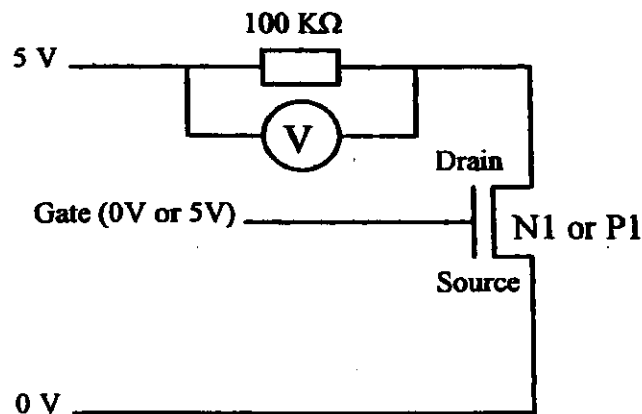 100 KΩ
5 V
V
Drain
Gate (0V or 5V)
N1 or P1
Source
0 V